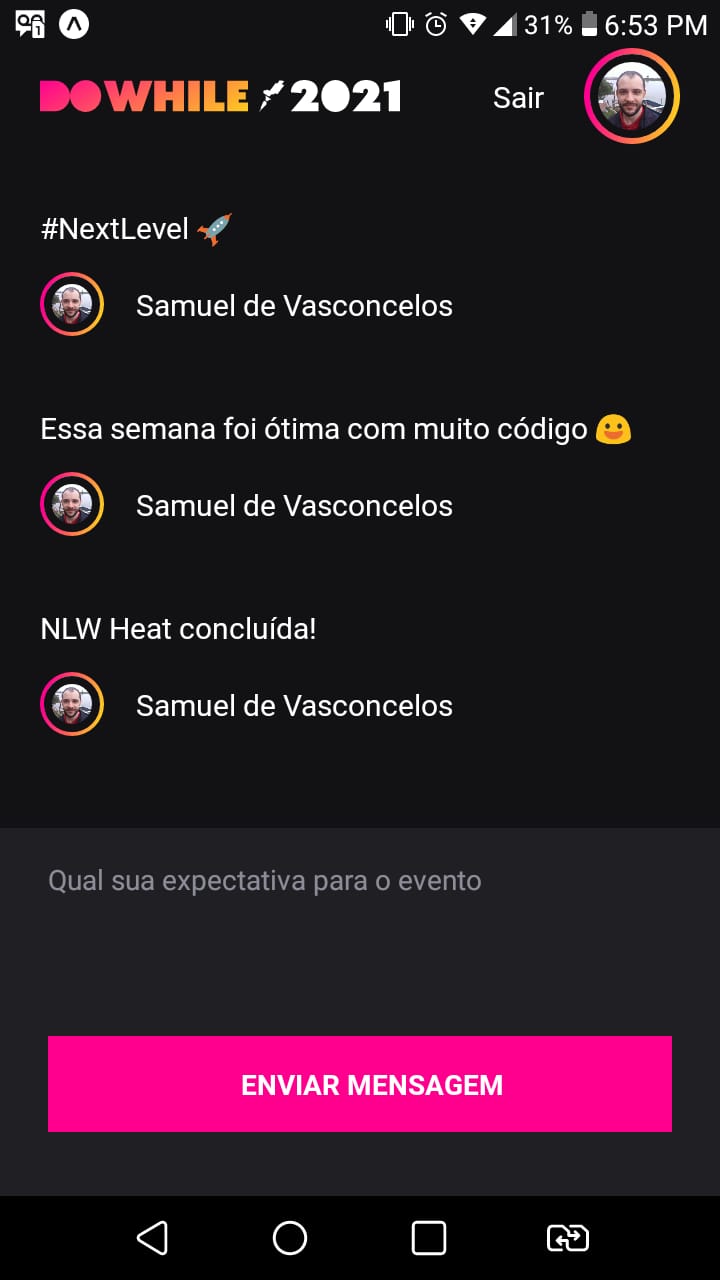 31% 6:53 PM
DOWHILE 2021
Sair
#NextLevel 🚀
Samuel de Vasconcelos
Essa semana foi ótima com muito código 😃
Samuel de Vasconcelos
NLW Heat concluída!
Samuel de Vasconcelos
Qual sua expectativa para o evento
ENVIAR MENSAGEM